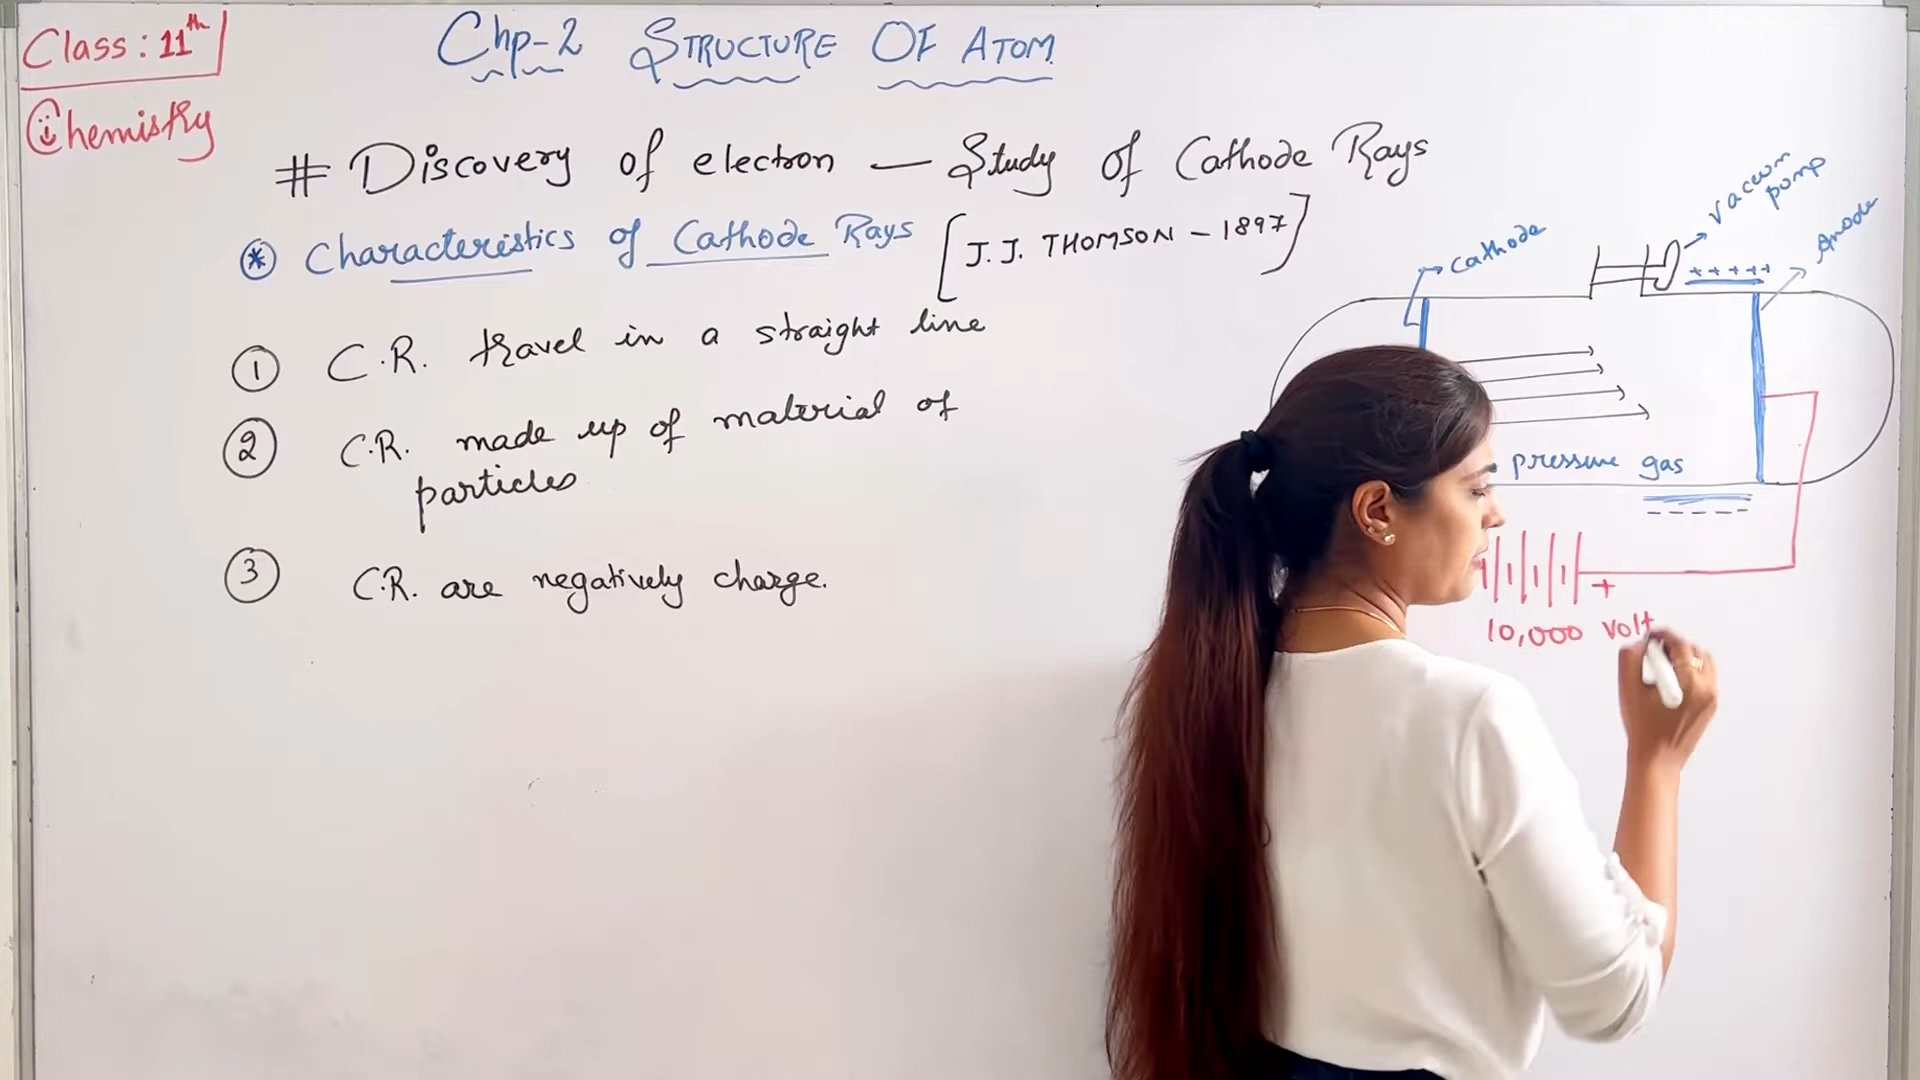 Class: 11th
Chemistry
Chp-2 STRUCTURE OF ATOM
# Discovery of electron — Study of Cathode Rays
* Characteristics of Cathode Rays [J. J. THOMSON – 1897]
1 C.R. travel in a straight line
2 C.R. made up of material of
particles
3 C.R. are negatively charge.
Vacuum
pump
Anode
Cathode
+ + + + +
pressure gas
- - - - - -
+
10,000 volt